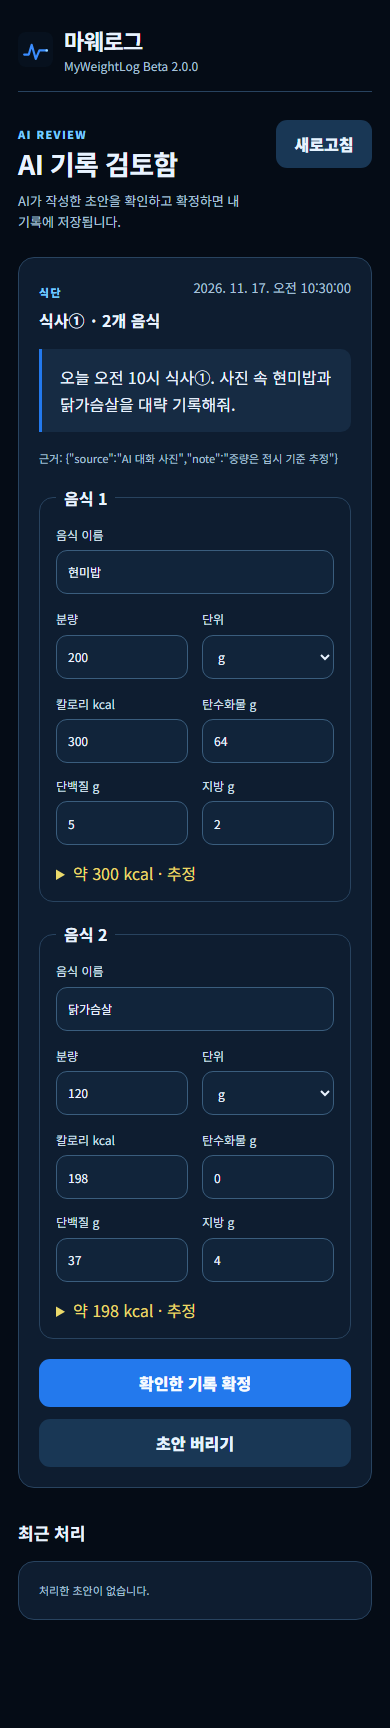 마웨로그
MyWeightLog Beta 2.0.0
AI REVIEW
AI 기록 검토함
새로고침
AI가 작성한 초안을 확인하고 확정하면 내
기록에 저장됩니다.
식단
2026. 11. 17. 오전 10:30:00
식사① · 2개 음식
오늘 오전 10시 식사①. 사진 속 현미밥과
닭가슴살을 대략 기록해줘.
근거: {"source":"AI 대화 사진","note":"중량은 접시 기준 추정"}
음식 1
음식 이름
현미밥
분량
단위
200
g
칼로리 kcal
탄수화물 g
300
64
단백질 g
지방 g
5
2
▶ 약 300 kcal · 추정
음식 2
음식 이름
닭가슴살
분량
단위
120
g
칼로리 kcal
탄수화물 g
198
0
단백질 g
지방 g
37
4
▶ 약 198 kcal · 추정
확인한 기록 확정
초안 버리기
최근 처리
처리한 초안이 없습니다.